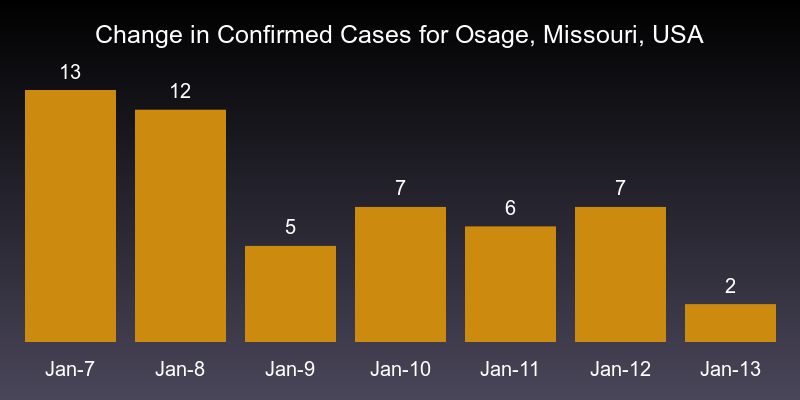 Change in Confirmed Cases for Osage, Missouri, USA
13
12
5
7
6
7
2
Jan-7
Jan-8
Jan-9
Jan-10
Jan-11
Jan-12
Jan-13